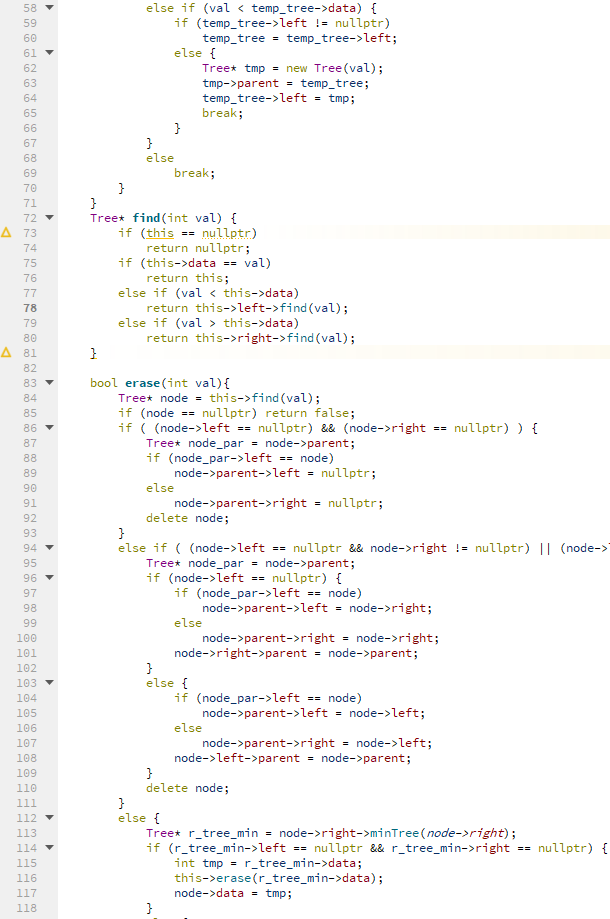 58 else if (val < temp_tree->data) {
59 if (temp_tree->left != nullptr)
60 temp_tree = temp_tree->left;
61 else {
62 Tree* tmp = new Tree(val);
63 tmp->parent = temp_tree;
64 temp_tree->left = tmp;
65 break;
66 }
67 }
68 else
69 break;
70 }
71 }
72 Tree* find(int val) {
73 if (this == nullptr)
74 return nullptr;
75 if (this->data == val)
76 return this;
77 else if (val < this->data)
78 return this->left->find(val);
79 else if (val > this->data)
80 return this->right->find(val);
81 }
82
83 bool erase(int val){
84 Tree* node = this->find(val);
85 if (node == nullptr) return false;
86 if ( (node->left == nullptr) && (node->right == nullptr) ) {
87 Tree* node_par = node->parent;
88 if (node_par->left == node)
89 node->parent->left = nullptr;
90 else
91 node->parent->right = nullptr;
92 delete node;
93 }
94 else if ( (node->left == nullptr && node->right != nullptr) || (node->
95 Tree* node_par = node->parent;
96 if (node->left == nullptr) {
97 if (node_par->left == node)
98 node->parent->left = node->right;
99 else
100 node->parent->right = node->right;
101 node->right->parent = node->parent;
102 }
103 else {
104 if (node_par->left == node)
105 node->parent->left = node->left;
106 else
107 node->parent->right = node->left;
108 node->left->parent = node->parent;
109 }
110 delete node;
111 }
112 else {
113 Tree* r_tree_min = node->right->minTree(node->right);
114 if (r_tree_min->left == nullptr && r_tree_min->right == nullptr) {
115 int tmp = r_tree_min->data;
116 this->erase(r_tree_min->data);
117 node->data = tmp;
118 }